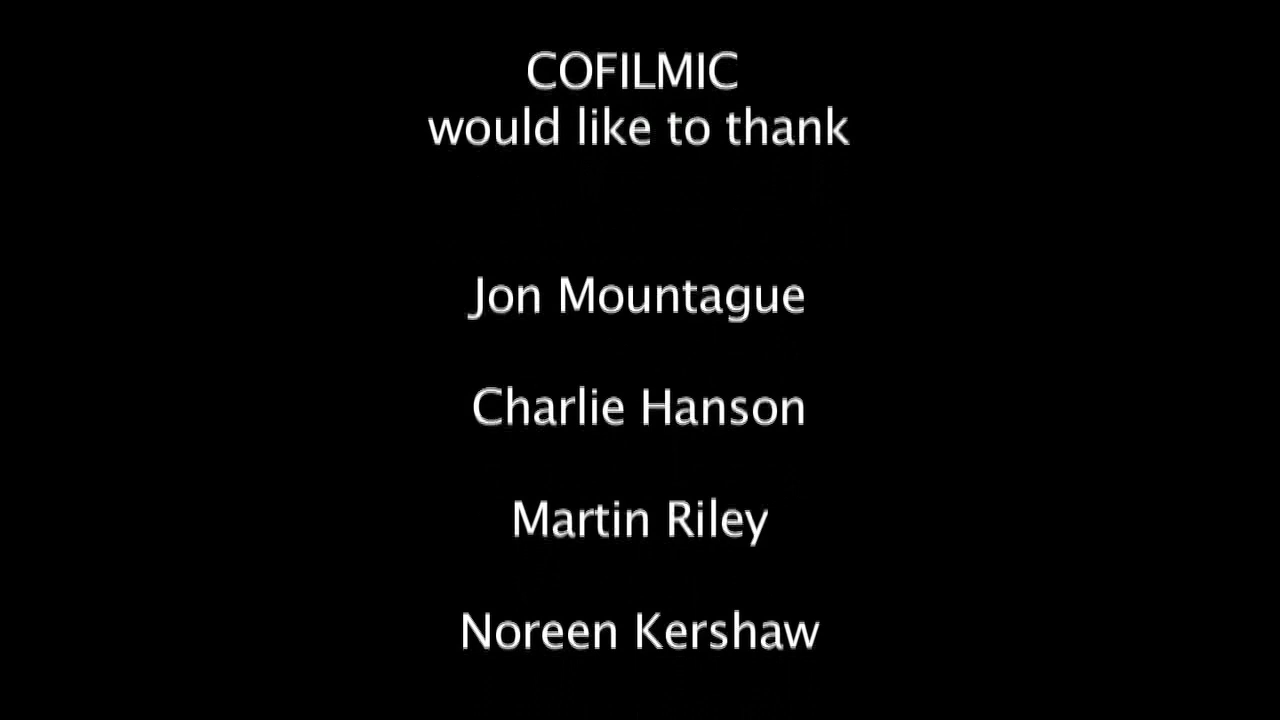 COFILMIC
would like to thank
Jon Mountague
Charlie Hanson
Martin Riley
Noreen Kershaw